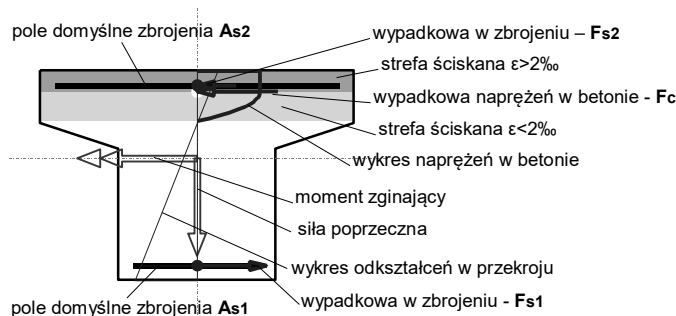 pole domyślne zbrojenia As2
wypadkowa w zbrojeniu – Fs2
strefa ściskana ε>2‰
wypadkowa naprężeń w betonie - Fc
strefa ściskana ε<2‰
wykres naprężeń w betonie
moment zginający
siła poprzeczna
wykres odkształceń w przekroju
wypadkowa w zbrojeniu - Fs1
pole domyślne zbrojenia As1